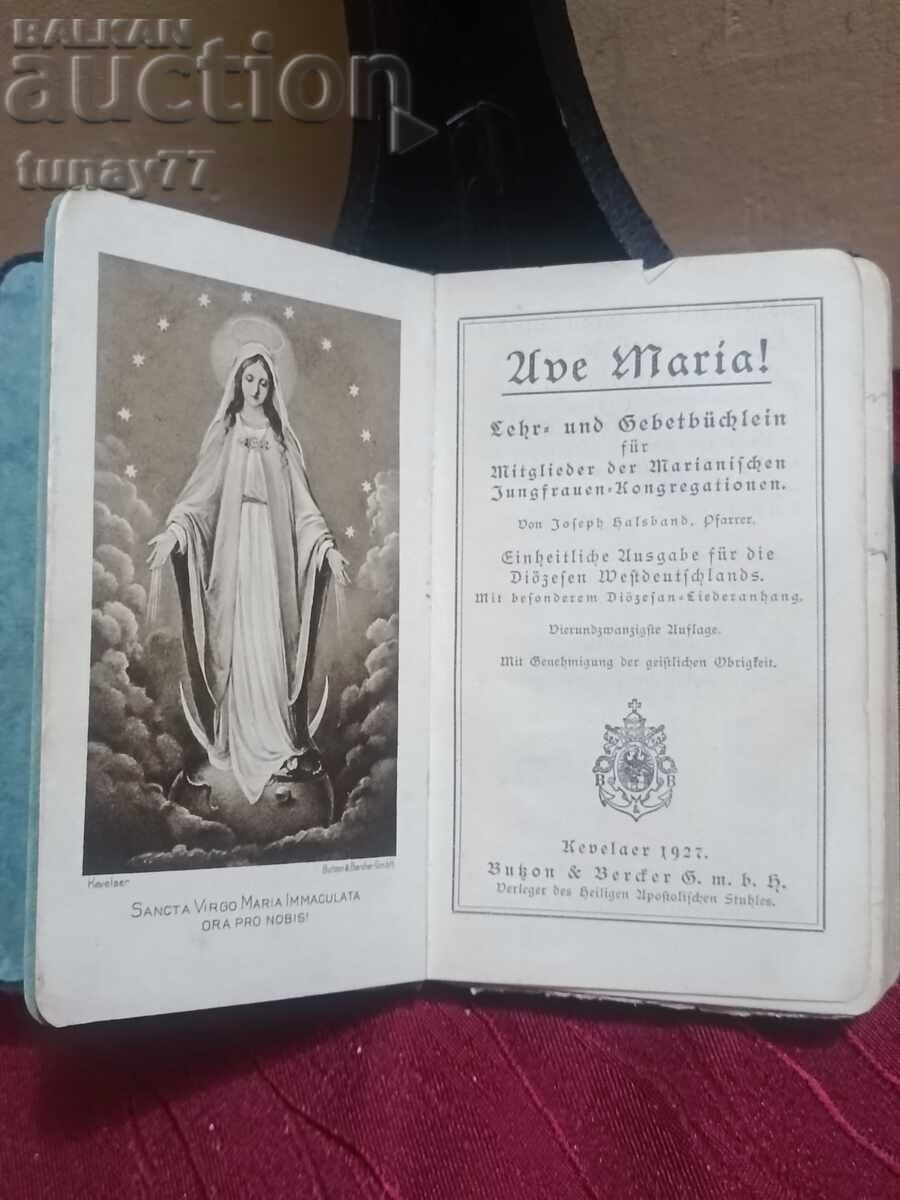 BALKAN
auction
tunay77
Kevelaer
Butzon & Bercker G.m.b.H.
SANCTA VIRGO MARIA IMMACULATA
ORA PRO NOBIS!
Ave Maria!
Lehr- und Gebetbüchlein
für
Mitglieder der Marianischen
Jungfrauen-Kongregationen.
Von Joseph Halsband, Pfarrer.
Einheitliche Ausgabe für die
Diözesen Westdeutschlands.
Mit besonderem Diözesan-Liederanhang.
Vierundzwanzigste Auflage.
Mit Genehmigung der geistlichen Obrigkeit.
B B
&
Kevelaer 1927.
Butzon & Bercker G. m. b. H.
Verleger des Heiligen Apostolischen Stuhles.